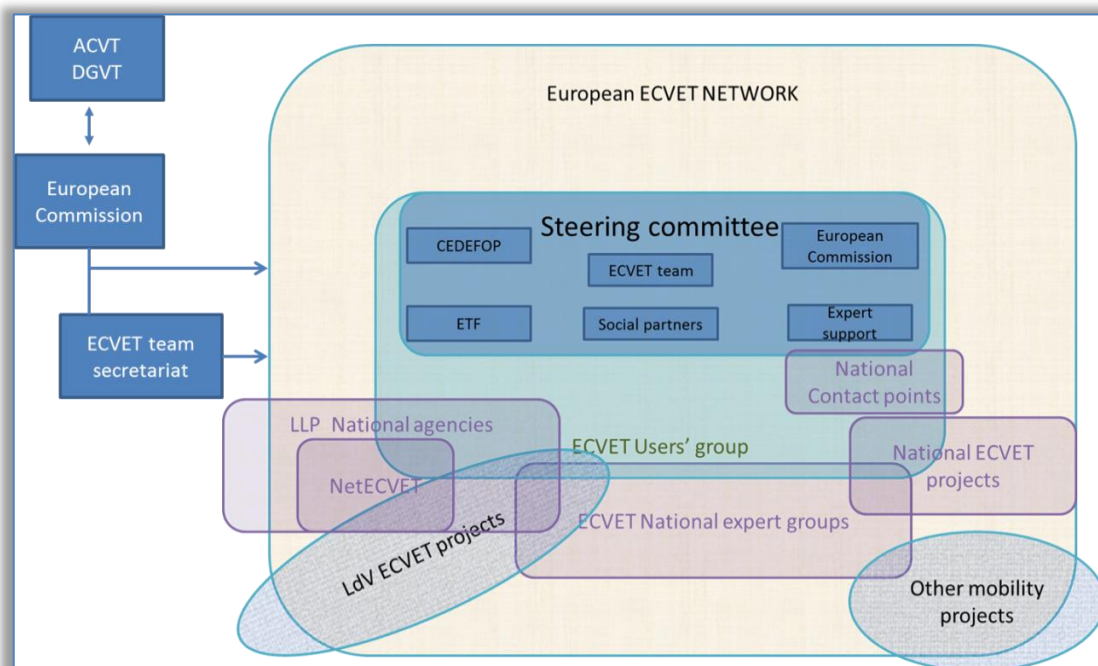 ACVT
DGVT
European ECVET NETWORK
European
Commission
Steering committee
CEDEFOP
European
Commission
ECVET team
ETF
Social partners
Expert
support
ECVET team
secretariat
National
Contact points
LLP National agencies
ECVET Users' group
National ECVET
projects
NetECVET
ECVET National expert groups
LdV ECVET projects
Other mobility
projects